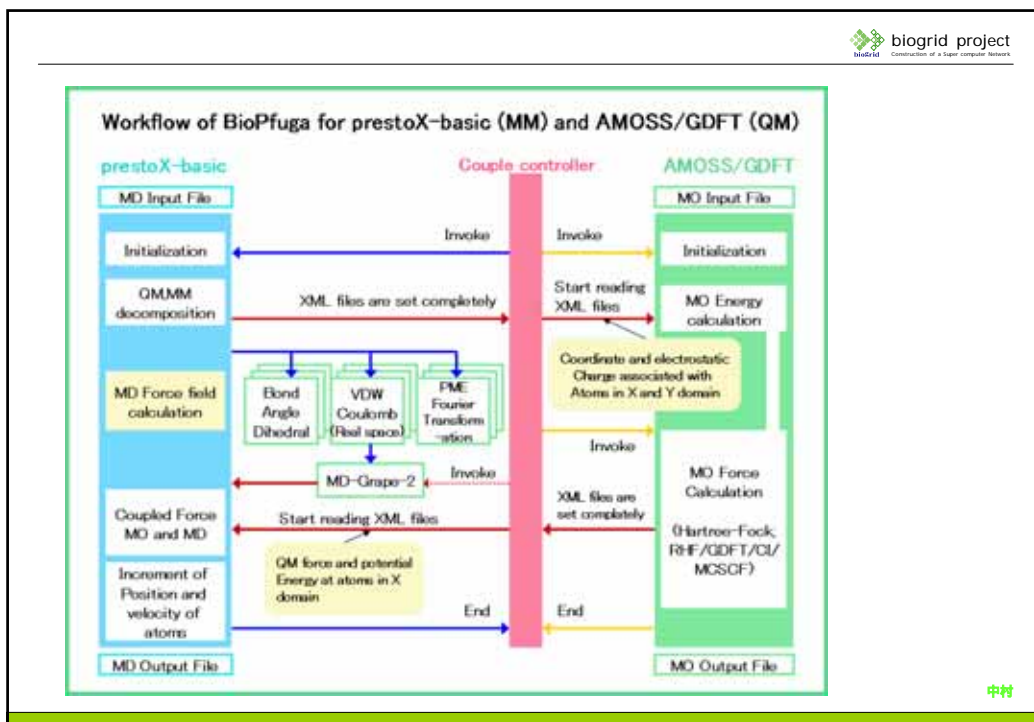 biogrid project
Construction of a Super computer Network
bioGrid
Workflow of BioPfuga for prestoX-basic (MM) and AMOSS/GDFT (QM)
prestoX-basic
Couple controller
AMOSS/GDFT
MD Input File
MO Input File
Initialization
Invoke
Invoke
Initialization
QM.MM
decomposition
XML files are set completely
Start reading
XML files
MO Energy
calculation
Coordinate and electrostatic
Charge associated with
Atoms in X and Y domain
MD Force field
calculation
Bond
Angle
Dihedral
VDW
Coulomb
(Real space)
PME
Fourier
Transform
-ation
Invoke
MD-Grape-2
Invoke
MO Force
Calculation
(Hartree-Fock,
RHF/GDFT/CI/
MCSCF)
XML files are
set completely
Coupled Force
MO and MD
Start reading XML files
QM force and potential
Energy at atoms in X
domain
Increment of
Position and
velocity of
atoms
End
End
MD Output File
MO Output File
中村